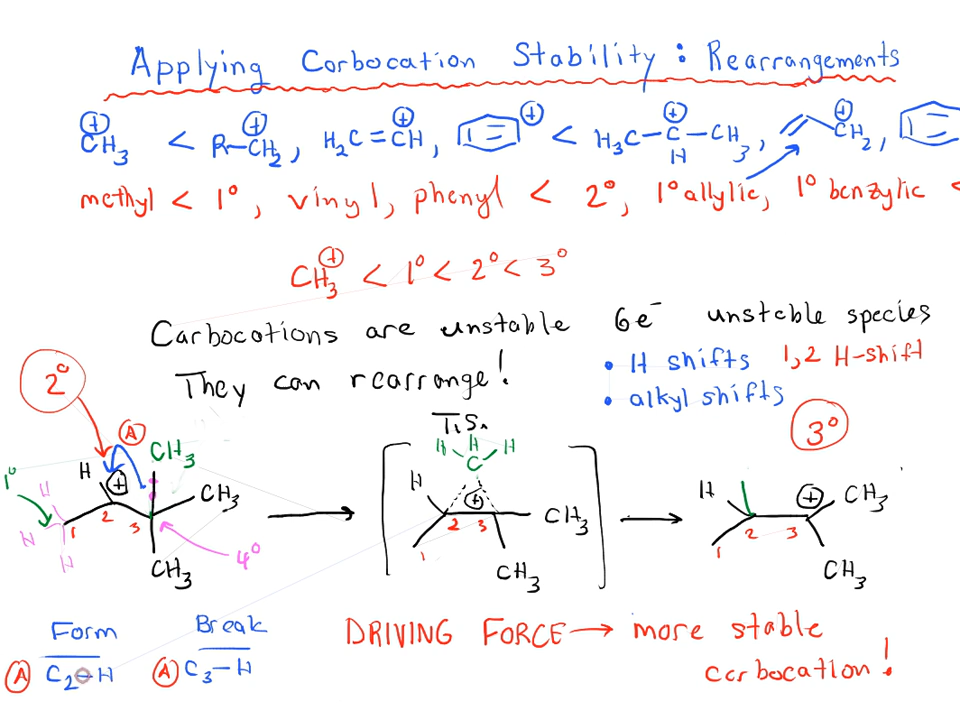 Applying Carbocation Stability : Rearrangements
CH3 ⊕ < R-CH2 ⊕, H2C=CH ⊕, ⊕ < H3C-CH-CH3 ⊕, CH2 ⊕,
methyl < 1°, vinyl, phenyl < 2°, 1° allylic, 1° benzylic <
CH3 ⊕ < 1° < 2° < 3°
Carbocations are unstable 6e⁻ unstable species
• H shifts 1,2 H-shift
They can rearrange!
• alkyl shifts
2°
T.S.
3°
A
CH3
H H H
C
1°
H
⊕
CH3
H
⊕
H
⊕
CH3
H
2
3
1
2 3
CH3
2
3
H
H
1
1
4°
CH3
CH3
CH3
Form Break
A C2-H A C3-H
DRIVING FORCE → more stable
carbocation!